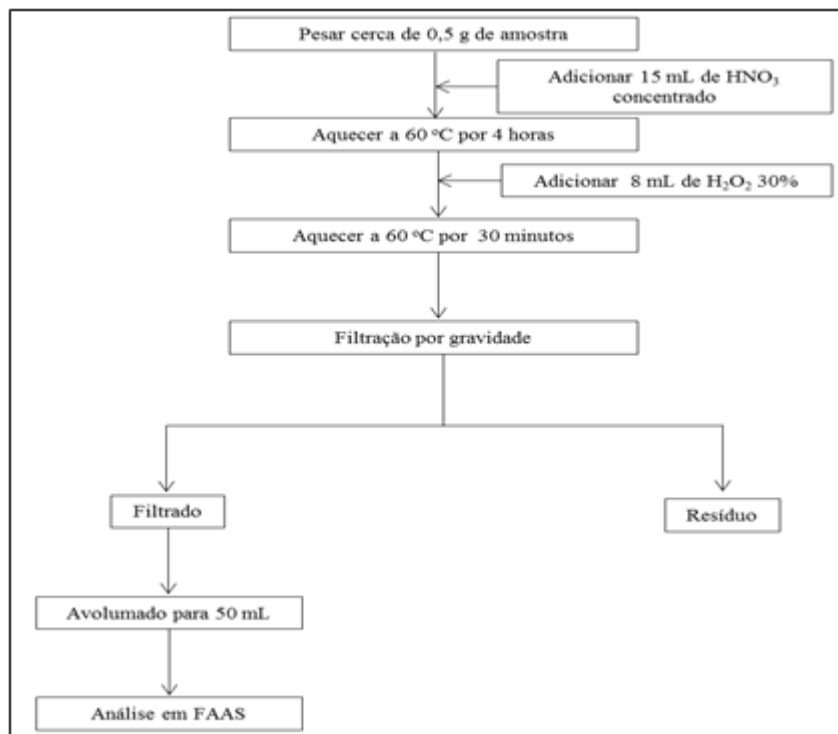 Pesar cerca de 0,5 g de amostra
Adicionar 15 mL de HNO₃
concentrado
Aquecer a 60 ºC por 4 horas
Adicionar 8 mL de H₂O₂ 30%
Aquecer a 60 ºC por 30 minutos
Filtração por gravidade
Filtrado
Resíduo
Avolumado para 50 mL
Análise em FAAS